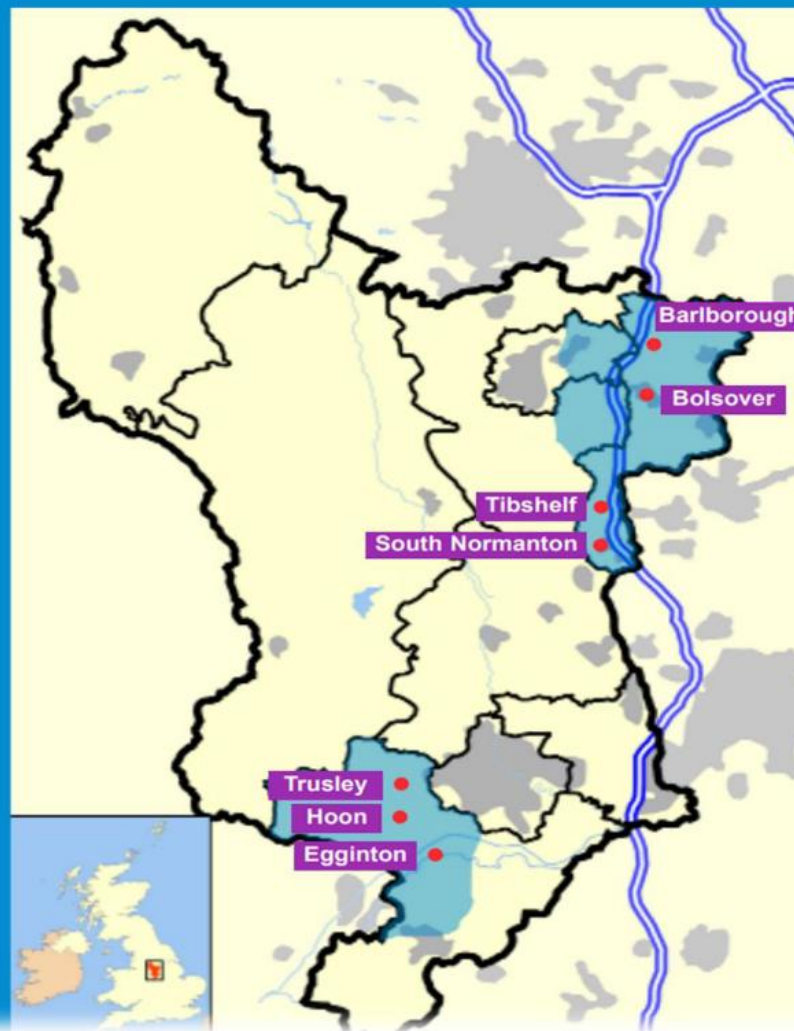 Barlborough
Bolsover
Tibshelf
South Normanton
Trusley
Hoon
Egginton